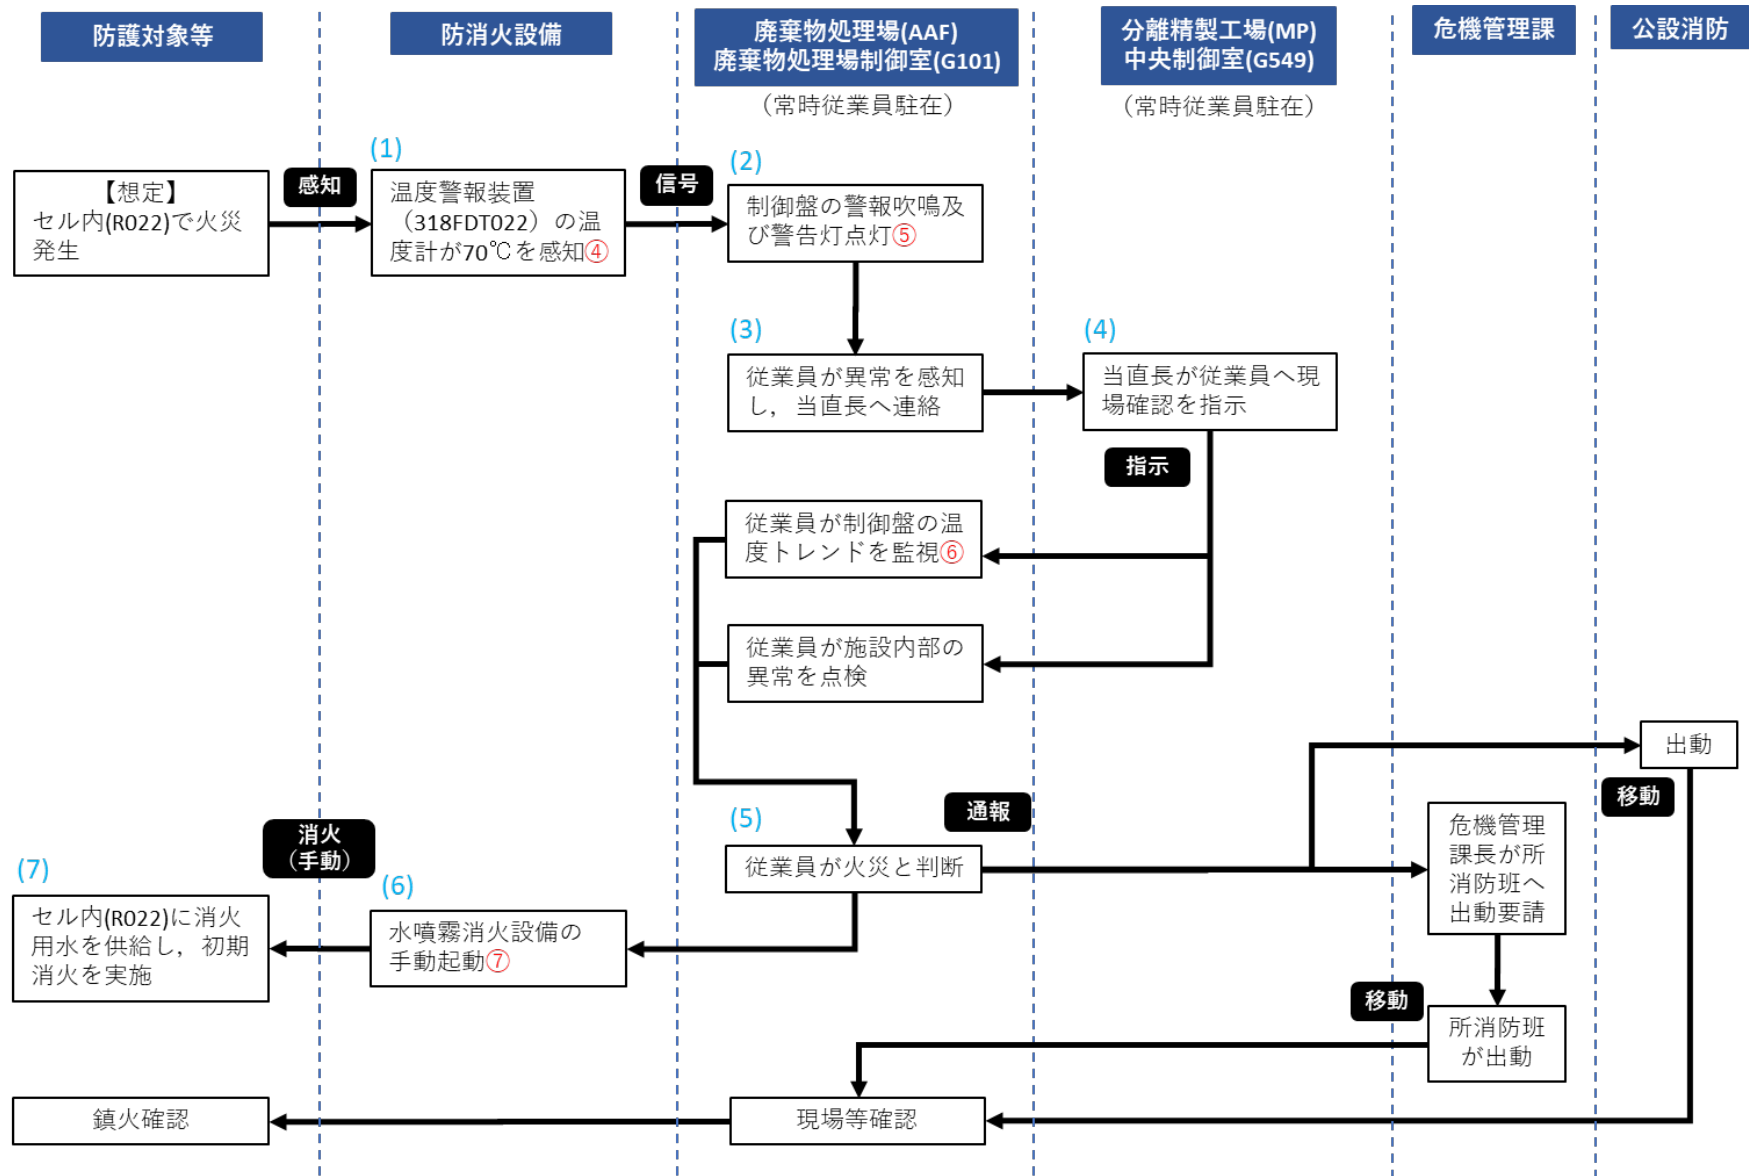 防護対象等
防消火設備
廃棄物処理場(AAF)
廃棄物処理場制御室(G101)
(常時従業員駐在)
分離精製工場(MP)
中央制御室(G549)
(常時従業員駐在)
危機管理課
公設消防
【想定】
セル内(R022)で火災
発生
感知
(1)
温度警報装置
(318FDT022)の温
度計が70℃を感知④
信号
(2)
制御盤の警報吹鳴及
び警告灯点灯⑤
(3)
従業員が異常を感知
し，当直長へ連絡
(4)
当直長が従業員へ現
場確認を指示
指示
従業員が制御盤の温
度トレンドを監視⑥
従業員が施設内部の
異常を点検
(5)
従業員が火災と判断
通報
出動
移動
危機管理
課長が所
消防班へ
出動要請
消火
(手動)
(6)
水噴霧消火設備の
手動起動⑦
(7)
セル内(R022)に消火
用水を供給し，初期
消火を実施
移動
所消防班
が出動
現場等確認
鎮火確認